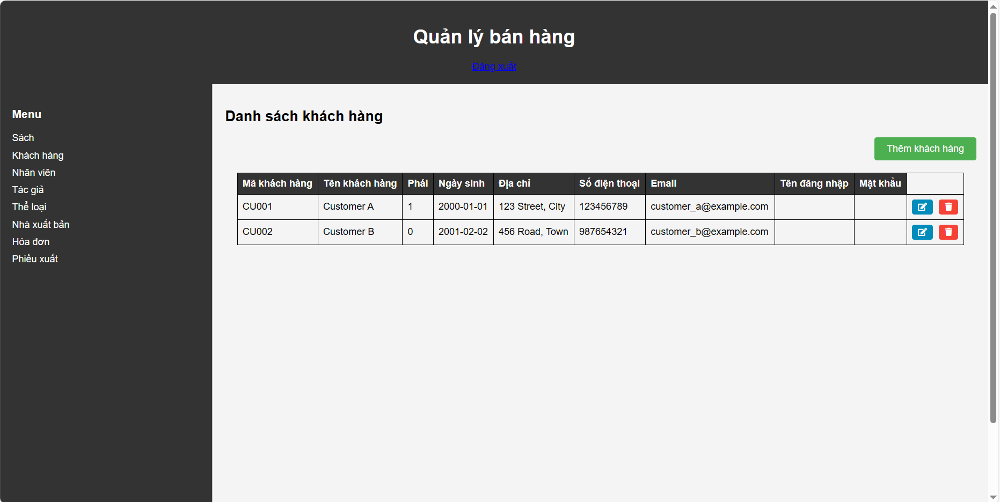 Quản lý bán hàng
Đăng xuất
Menu
Sách
Khách hàng
Nhân viên
Tác giả
Thể loại
Nhà xuất bản
Hóa đơn
Phiếu xuất
Danh sách khách hàng
Thêm khách hàng
Mã khách hàng Tên khách hàng Phái Ngày sinh Địa chỉ Số điện thoại Email Tên đăng nhập Mật khẩu
CU001 Customer A 1 2000-01-01 123 Street, City 123456789 customer_a@example.com
CU002 Customer B 0 2001-02-02 456 Road, Town 987654321 customer_b@example.com